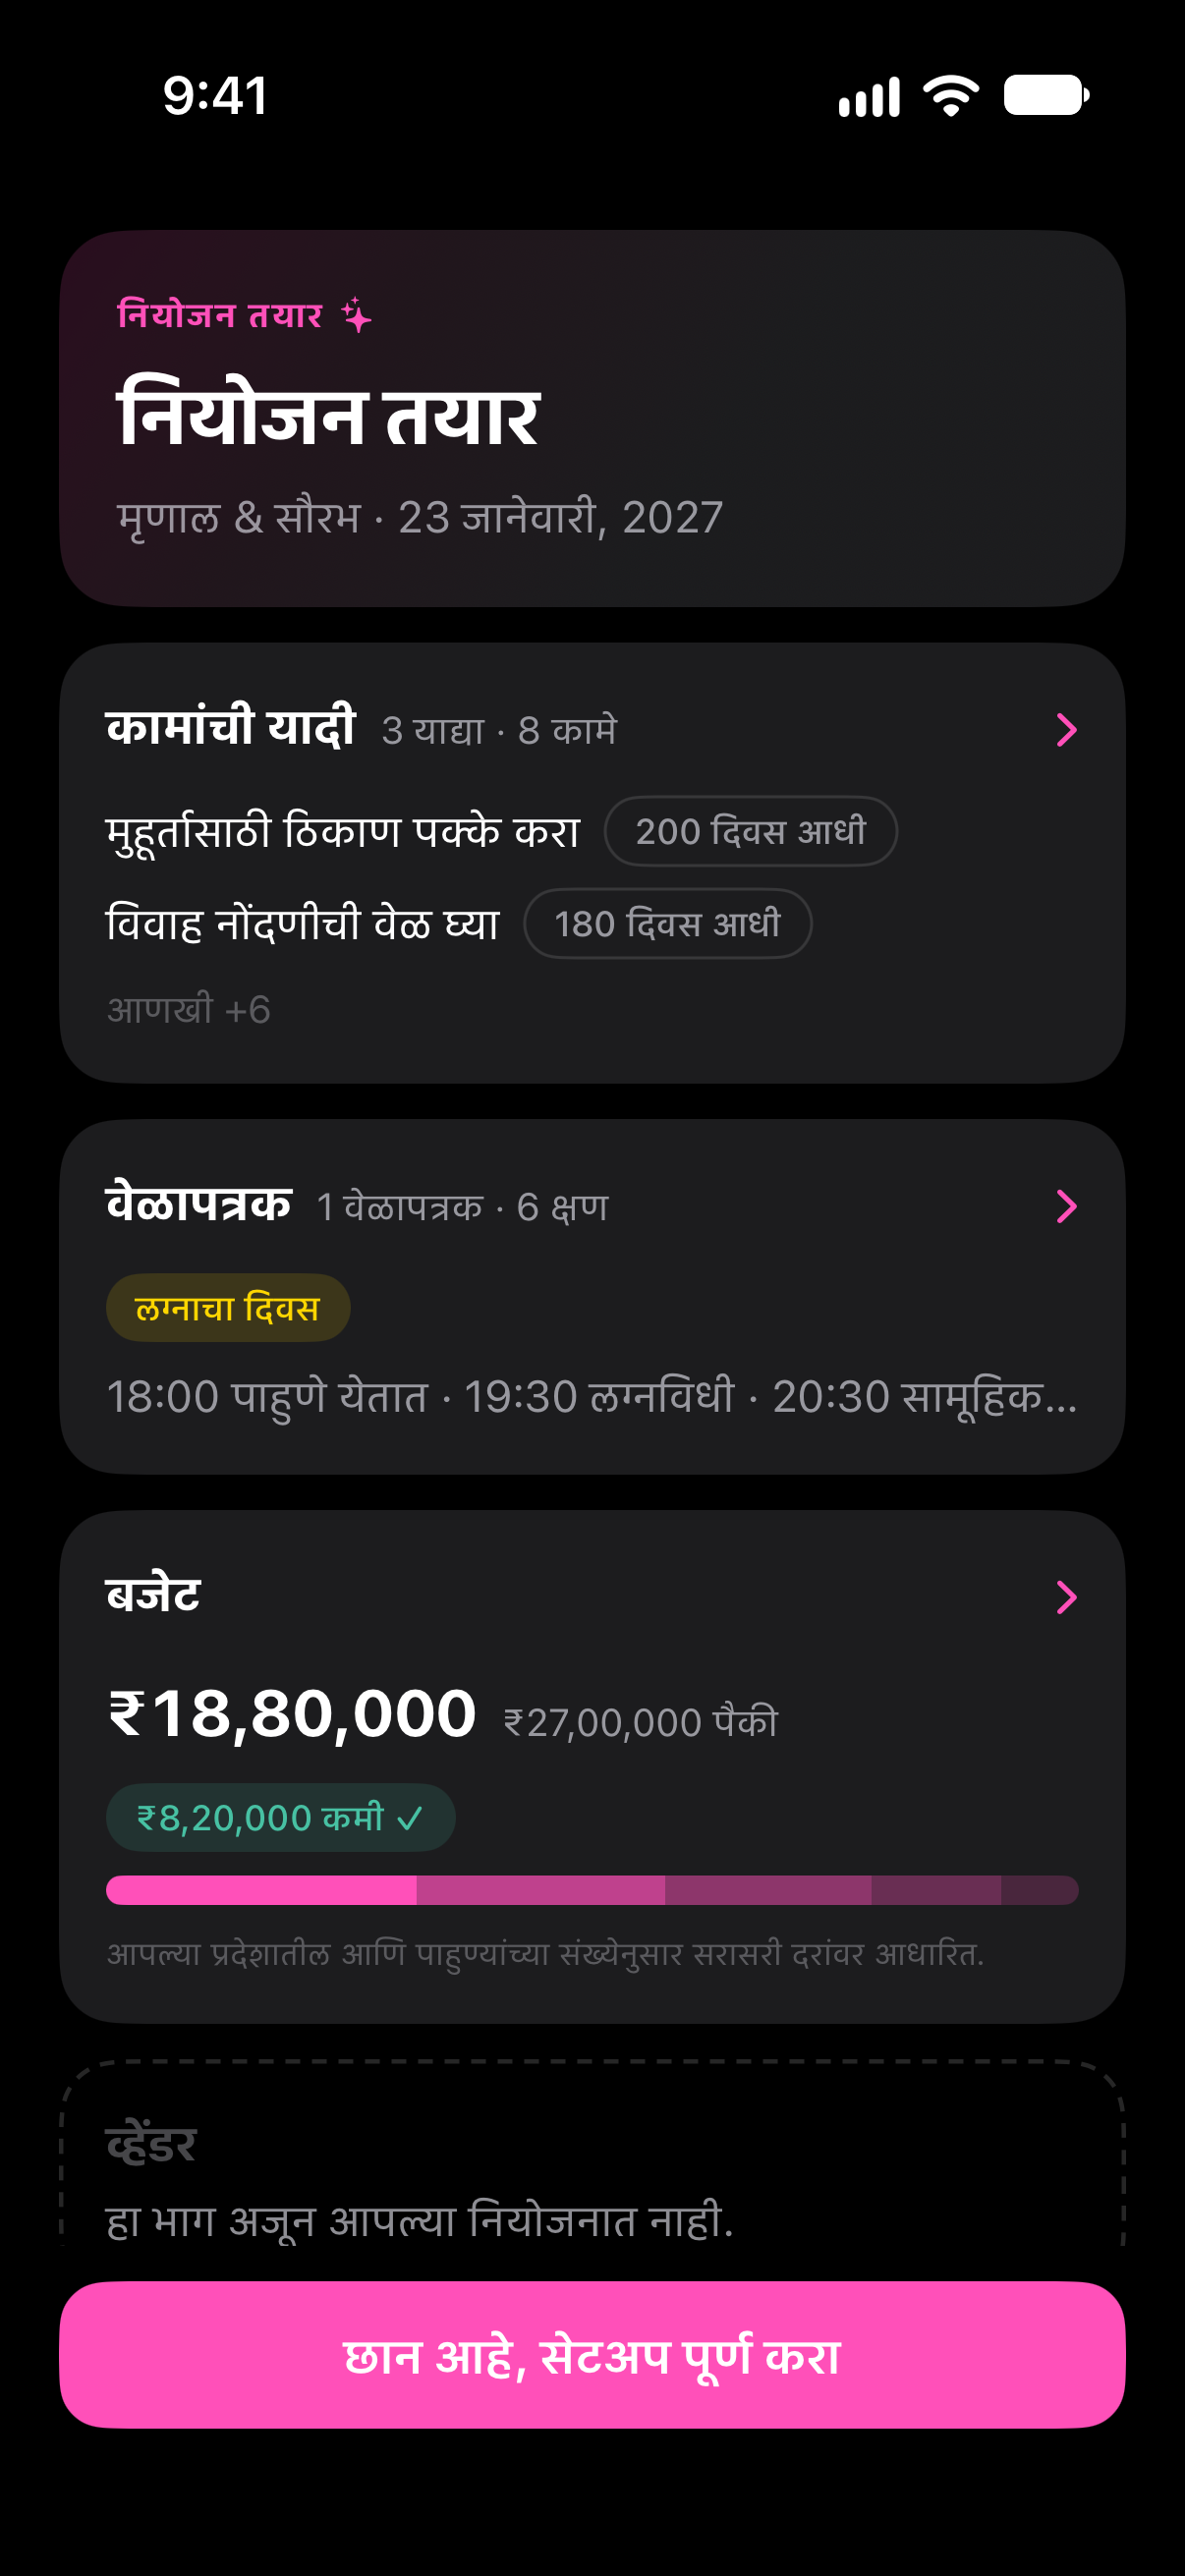 9:41
नियोजन तयार
नियोजन तयार
मृणाल & सौरभ · 23 जानेवारी, 2027
कामांची यादी 3 याद्या · 8 कामे
मुहूर्तासाठी ठिकाण पक्के करा 200 दिवस आधी
विवाह नोंदणीची वेळ घ्या 180 दिवस आधी
आणखी +6
वेळापत्रक 1 वेळापत्रक · 6 क्षण
लग्नाचा दिवस
18:00 पाहुणे येतात · 19:30 लग्नविधी · 20:30 सामूहिक...
बजेट
₹18,80,000 ₹27,00,000 पैकी
₹8,20,000 कमी ✓
आपल्या प्रदेशातील आणि पाहुण्यांच्या संख्येनुसार सरासरी दरांवर आधारित.
व्हेंडर
हा भाग अजून आपल्या नियोजनात नाही.
छान आहे, सेटअप पूर्ण करा